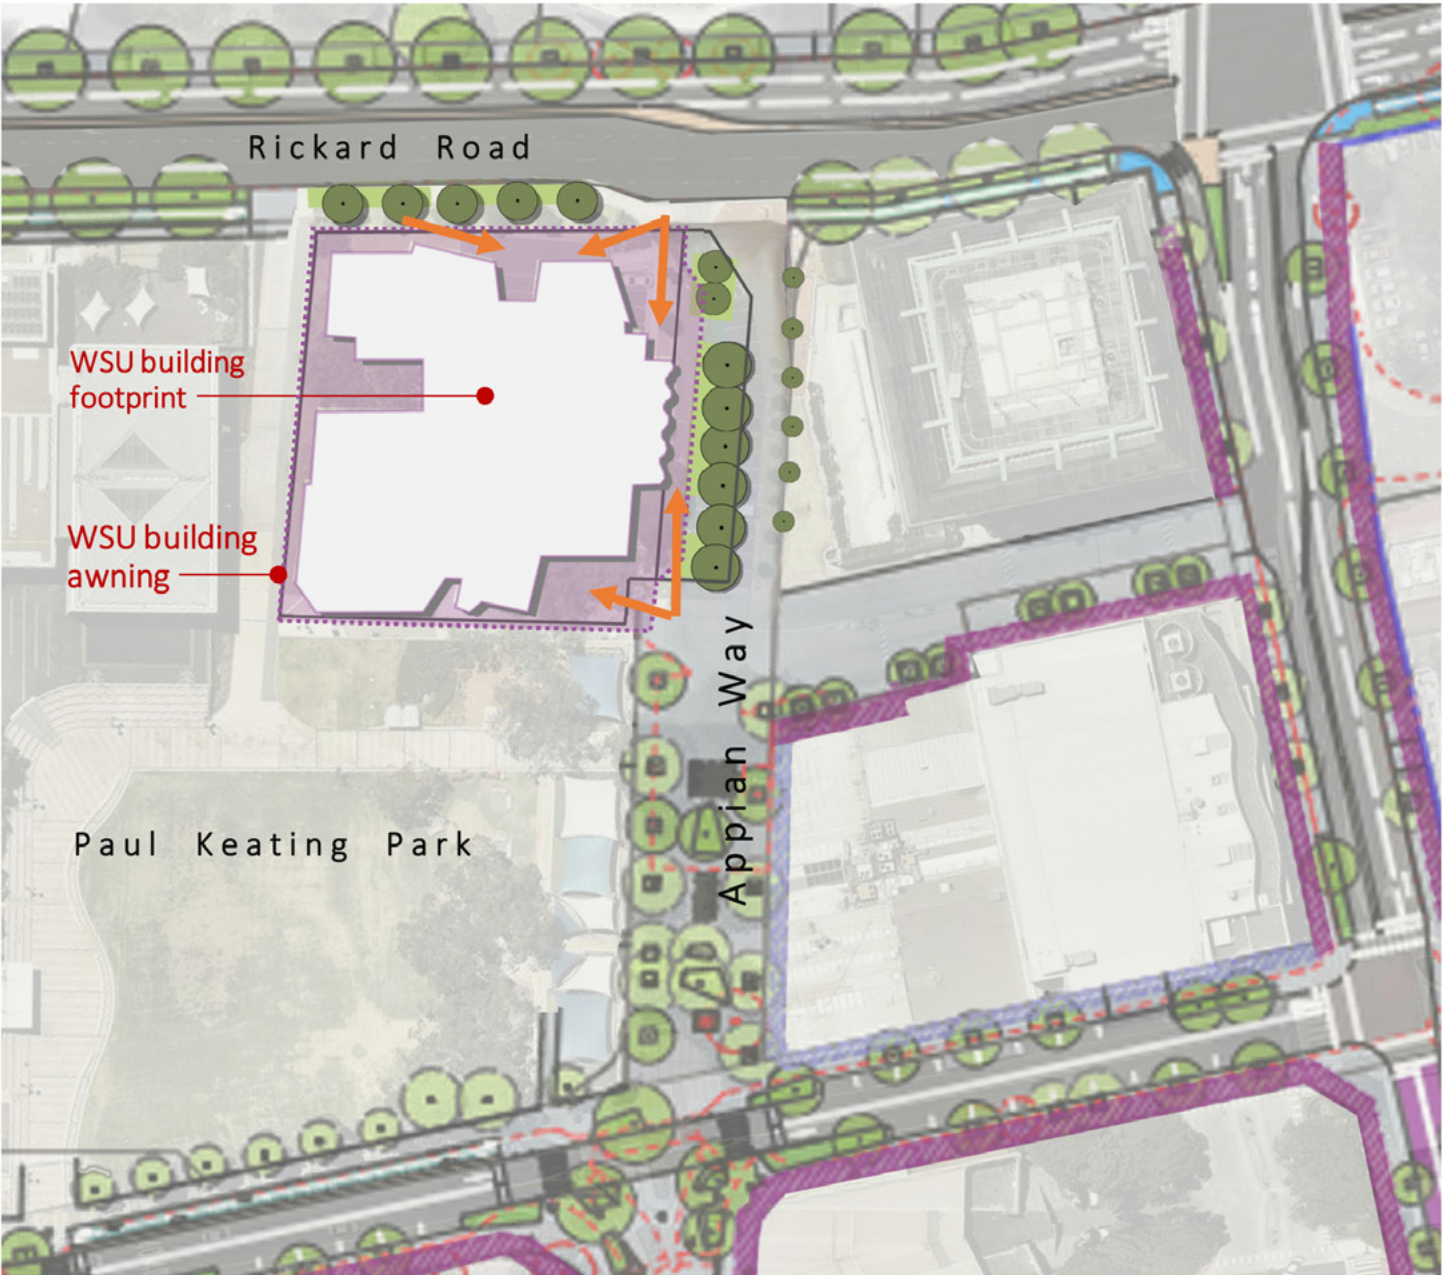 Rickard Road
WSU building
footprint
WSU building
awning
Appian Way
Paul Keating Park